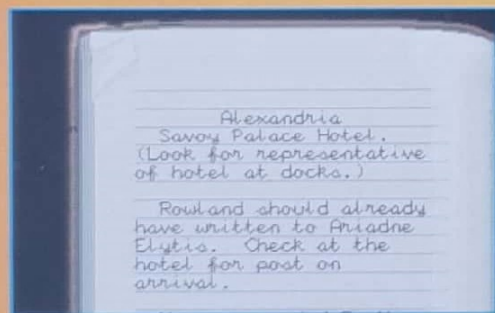 Alexandria
Savoy Palace Hotel.
(Look for representative
of hotel at docks.)
Rowland should already
have written to Ariadne
Elytis. Check at the
hotel for post on
arrival.